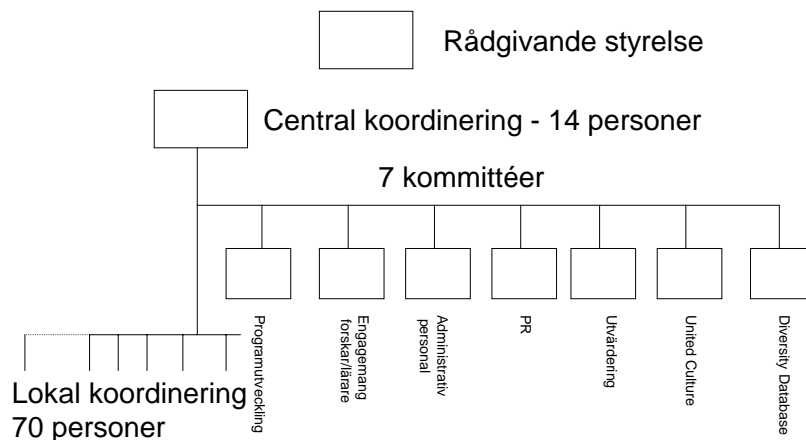 Rådgivande styrelse
Central koordinering - 14 personer
7 kommittéer
Programutveckling
Engagemang
forskar/lärare
Administrativ
personal
PR
Utvärdering
United Culture
Diversity Database
Lokal koordinering
70 personer